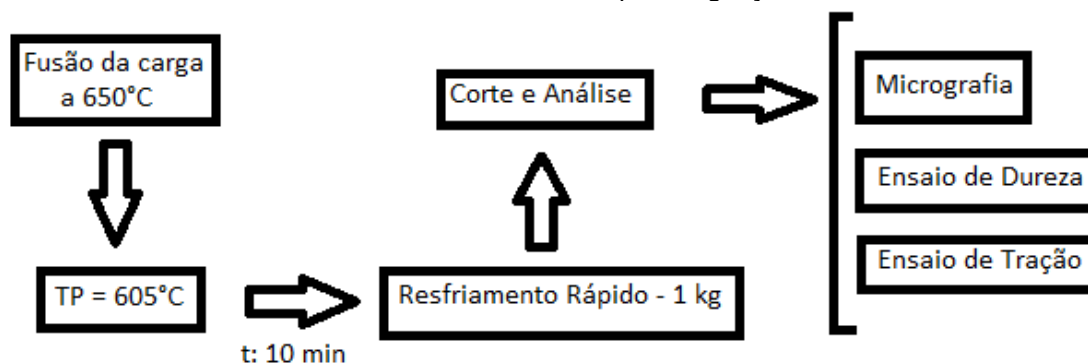 Fusão da carga
a 650°C
TP = 605°C
t: 10 min
Resfriamento Rápido - 1 kg
Corte e Análise
Micrografia
Ensaio de Dureza
Ensaio de Tração